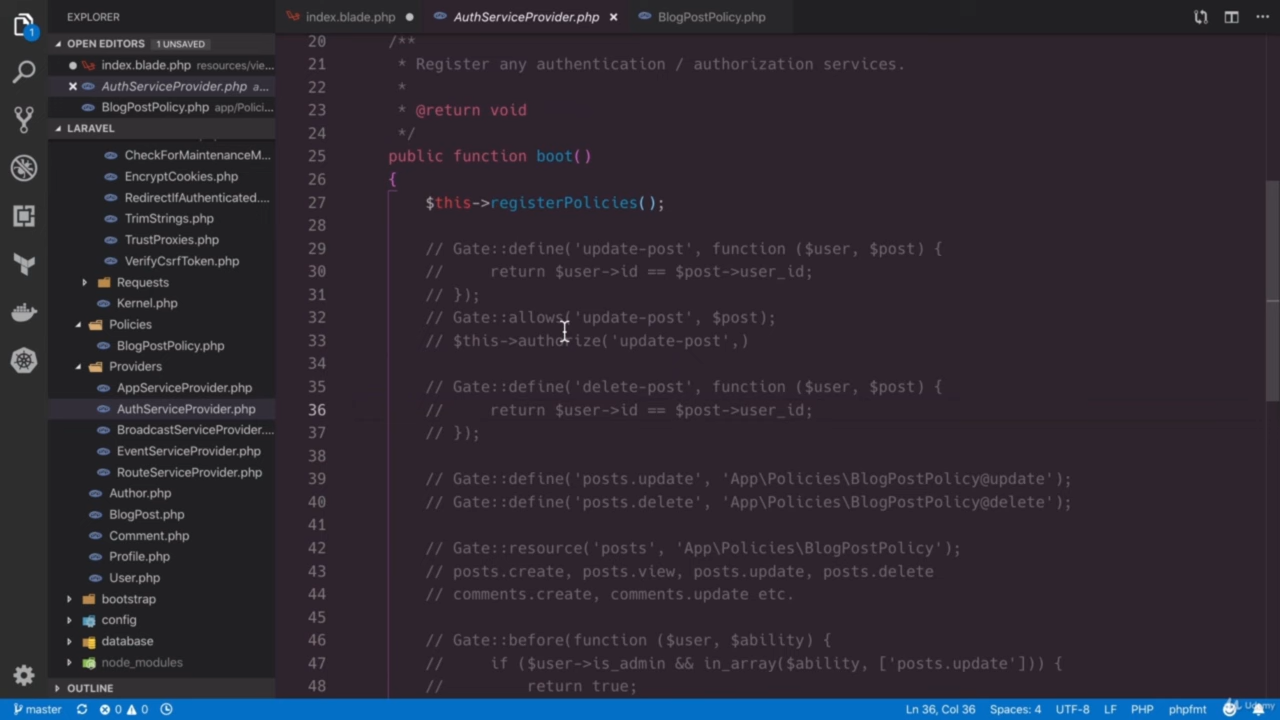 EXPLORER
OPEN EDITORS 1 UNSAVED
index.blade.php resources/vie...
AuthServiceProvider.php a...
BlogPostPolicy.php app/Polici...
LARAVEL
CheckForMaintenanceM...
EncryptCookies.php
RedirectIfAuthenticated....
TrimStrings.php
TrustProxies.php
VerifyCsrfToken.php
Requests
Kernel.php
Policies
BlogPostPolicy.php
Providers
AppServiceProvider.php
AuthServiceProvider.php
BroadcastServiceProvider....
EventServiceProvider.php
RouteServiceProvider.php
Author.php
BlogPost.php
Comment.php
Profile.php
User.php
bootstrap
config
database
node_modules
OUTLINE
index.blade.php AuthServiceProvider.php BlogPostPolicy.php
20 /**
21 * Register any authentication / authorization services.
22 *
23 * @return void
24 */
25 public function boot()
26 {
27 $this->registerPolicies();
28
29 // Gate::define('update-post', function ($user, $post) {
30 // return $user->id == $post->user_id;
31 // });
32 // Gate::allows('update-post', $post);
33 // $this->authorize('update-post',)
34
35 // Gate::define('delete-post', function ($user, $post) {
36 // return $user->id == $post->user_id;
37 // });
38
39 // Gate::define('posts.update', 'App\Policies\BlogPostPolicy@update');
40 // Gate::define('posts.delete', 'App\Policies\BlogPostPolicy@delete');
41
42 // Gate::resource('posts', 'App\Policies\BlogPostPolicy');
43 // posts.create, posts.view, posts.update, posts.delete
44 // comments.create, comments.update etc.
45
46 // Gate::before(function ($user, $ability) {
47 // if ($user->is_admin && in_array($ability, ['posts.update'])) {
48 // return true;
master 0 0 Ln 36, Col 36 Spaces: 4 UTF-8 LF PHP phpfmt
Udemy
1